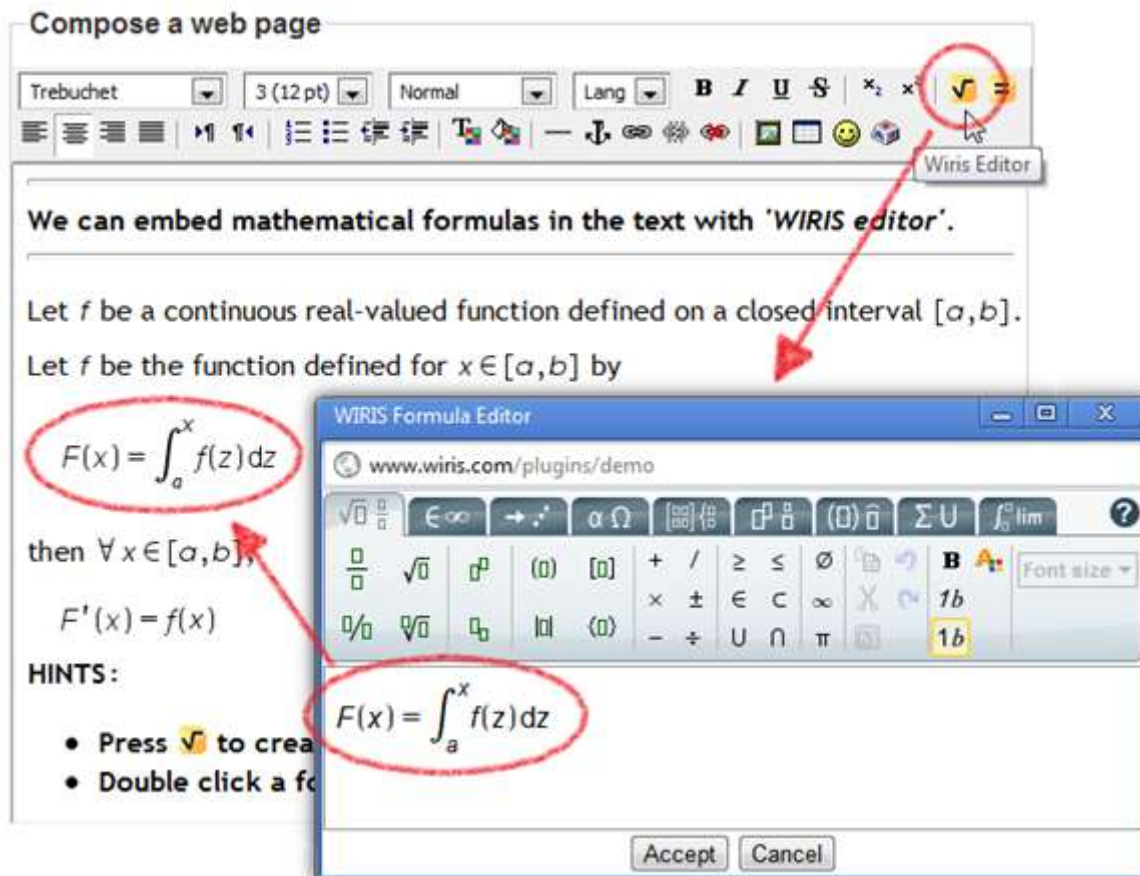 Compose a web page
Trebuchet 3 (12 pt) Normal Lang B I U S x₂ x² √ =
Wiris Editor
We can embed mathematical formulas in the text with 'WIRIS editor'.
Let f be a continuous real-valued function defined on a closed interval [a,b].
Let f be the function defined for x ∈ [a,b] by
F(x) = ∫ₐˣ f(z) dz
then ∀ x ∈ [a,b],
F'(x) = f(x)
HINTS:
• Press √ to crea
• Double click a fo
WIRIS Formula Editor
www.wiris.com/plugins/demo
√▯ ▯/▯ ∈ ∞ → ⋰ α Ω (▯) Σ U ∫ lim ?
▯/▯ √▯ (▯) [▯] + / ≥ ≤ ∅ B A Font size
× ± ∈ ⊂ ∞ 1b
▯/▯ √▯ |▯| ⟨▯⟩ − ÷ ∪ ∩ π 1b
F(x) = ∫ₐˣ f(z) dz
Accept Cancel